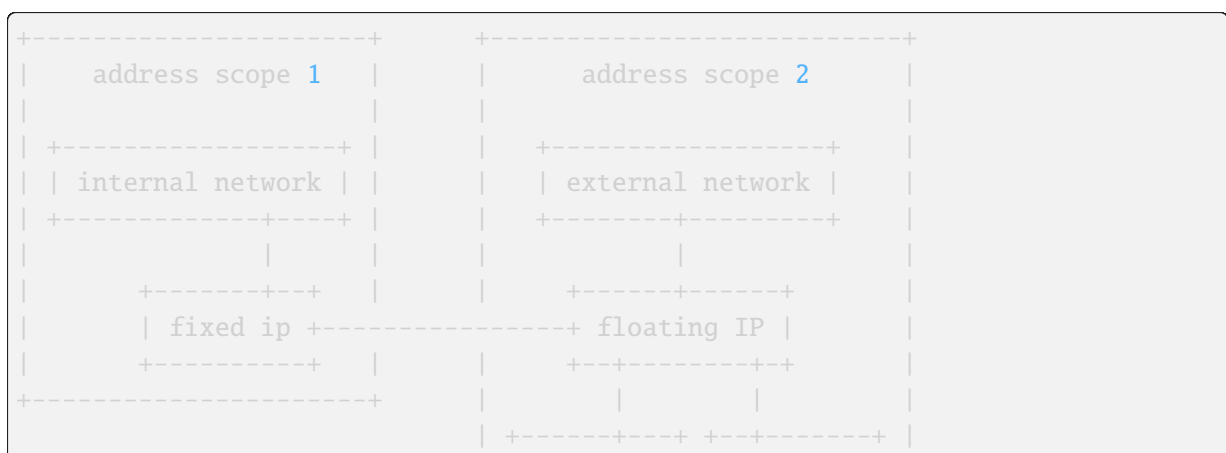 +----------------------+      +---------------------------+
|    address scope 1   |      |      address scope 2      |
|                      |      |                           |
| +------------------+ |      |   +------------------+    |
| | internal network | |      |   | external network |    |
| +-------------+----+ |      |   +--------+---------+    |
|               |      |      |            |              |
|       +-------+--+   |      |     +------+------+       |
|       | fixed ip +----------------+ floating IP |       |
|       +----------+   |      |     +--+--------+-+       |
+----------------------+      |        |        |         |
                              | +------+---+ +--+-------+ |